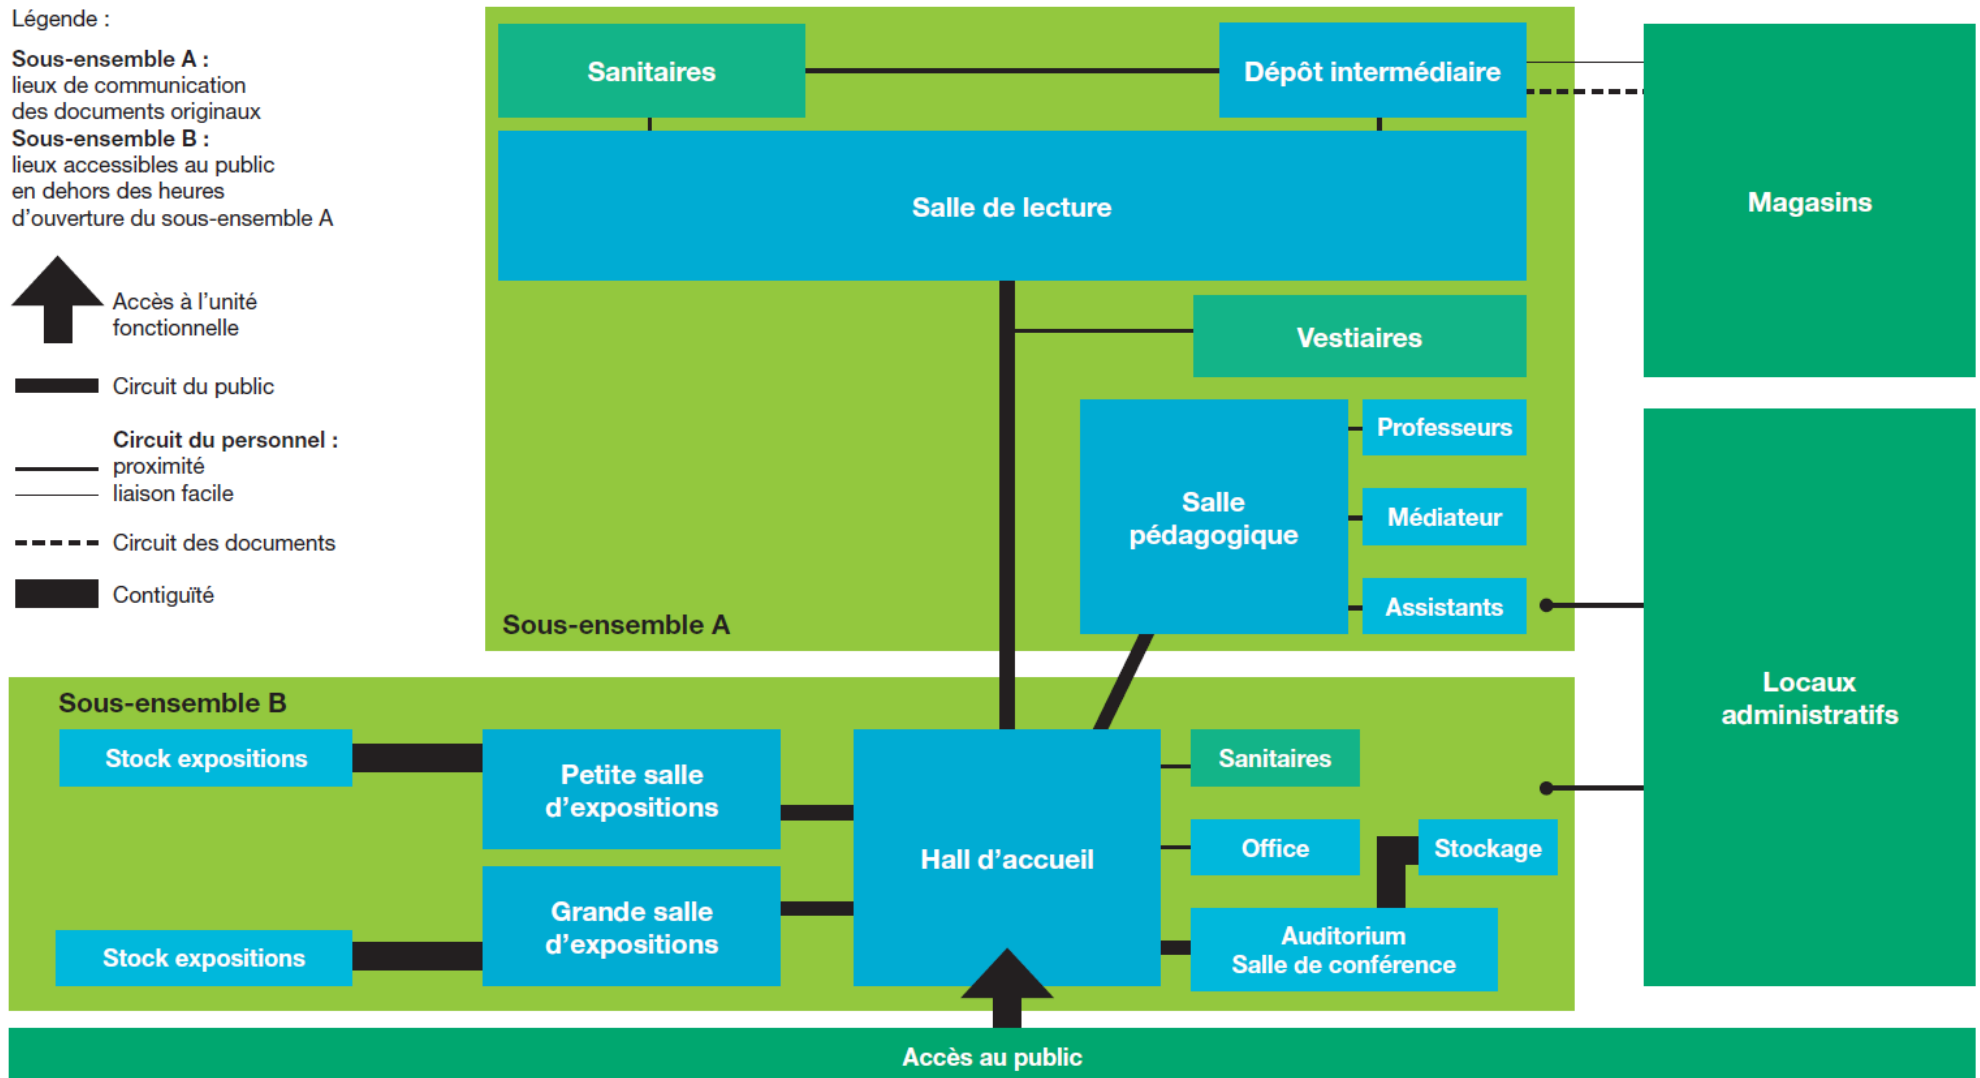 Légende :
Sous-ensemble A :
lieux de communication
des documents originaux
Sous-ensemble B :
lieux accessibles au public
en dehors des heures
d’ouverture du sous-ensemble A
Accès à l’unité
fonctionnelle
Circuit du public
Circuit du personnel :
proximité
liaison facile
Circuit des documents
Contiguïté
Sanitaires
Dépôt intermédiaire
Salle de lecture
Vestiaires
Professeurs
Salle
pédagogique
Médiateur
Assistants
Sous-ensemble A
Magasins
Locaux
administratifs
Sous-ensemble B
Stock expositions
Petite salle
d’expositions
Stock expositions
Grande salle
d’expositions
Hall d’accueil
Sanitaires
Office
Stockage
Auditorium
Salle de conférence
Accès au public